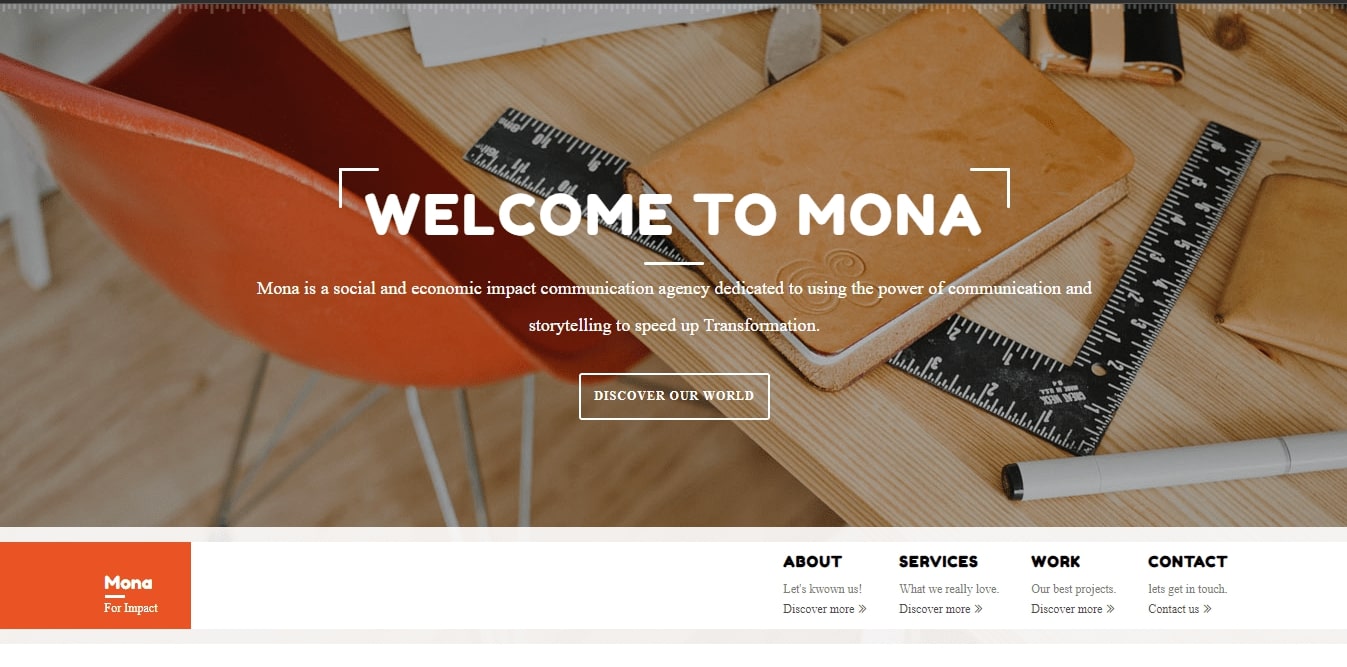 WELCOME TO MONA
Mona is a social and economic impact communication agency dedicated to using the power of communication and
storytelling to speed up Transformation.
DISCOVER OUR WORLD
Mona
For Impact
ABOUT
Let's kwown us!
Discover more »
SERVICES
What we really love.
Discover more »
WORK
Our best projects.
Discover more »
CONTACT
lets get in touch.
Contact us »